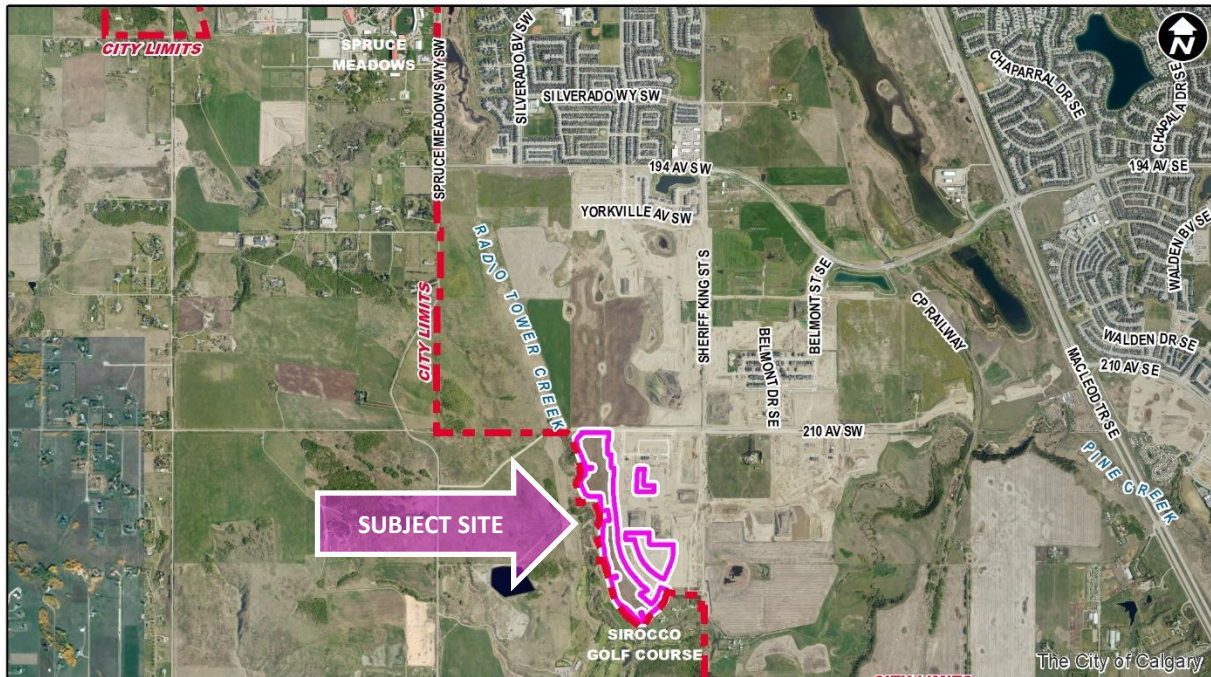 CITY LIMITS
SPRUCE
MEADOWS
SPRUCE MEADOWS WY SW
SILVERADO BV SW
SILVERADO WY SW
N
CHAPARRAL DR SE
CHAPALA DR SE
194 AV SW
194 AV SE
YORKVILLE AV SW
WALDEN BV SE
RADIO TOWER CREEK
CITY LIMITS
SHERIFF KING ST S
BELMONT ST SE
BELMONT DR SE
CP RAILWAY
MACLEOD TR SE
WALDEN DR SE
210 AV SE
210 AV SW
PINE CREEK
SUBJECT SITE
SIROCCO
GOLF COURSE
The City of Calgary
CITY LIMITS